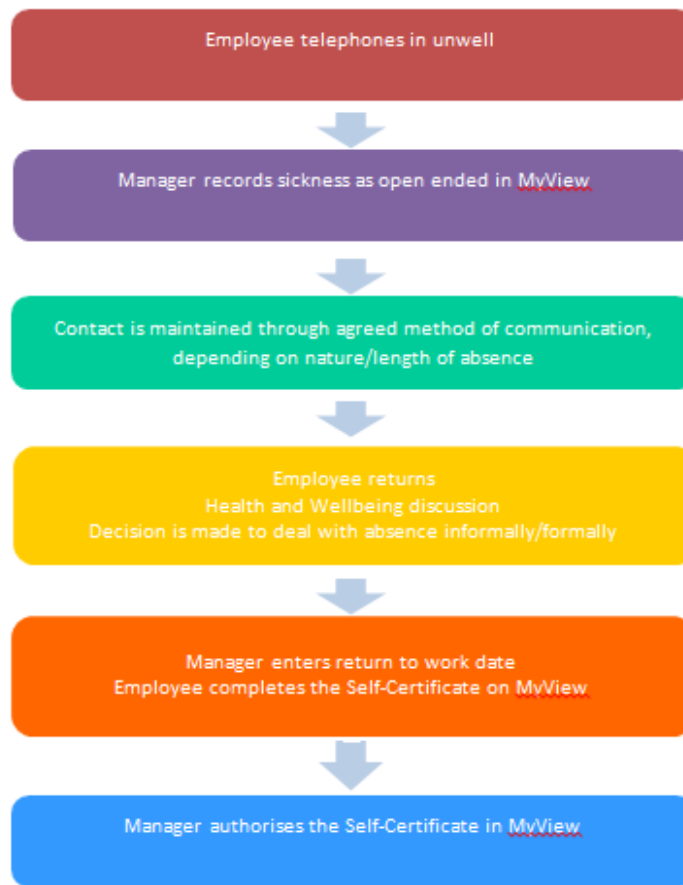 Employee telephones in unwell
Manager records sickness as open ended in MyView
Contact is maintained through agreed method of communication,
depending on nature/length of absence
Employee returns
Health and Wellbeing discussion
Decision is made to deal with absence informally/formally
Manager enters return to work date
Employee completes the Self-Certificate on MyView
Manager authorises the Self-Certificate in MyView